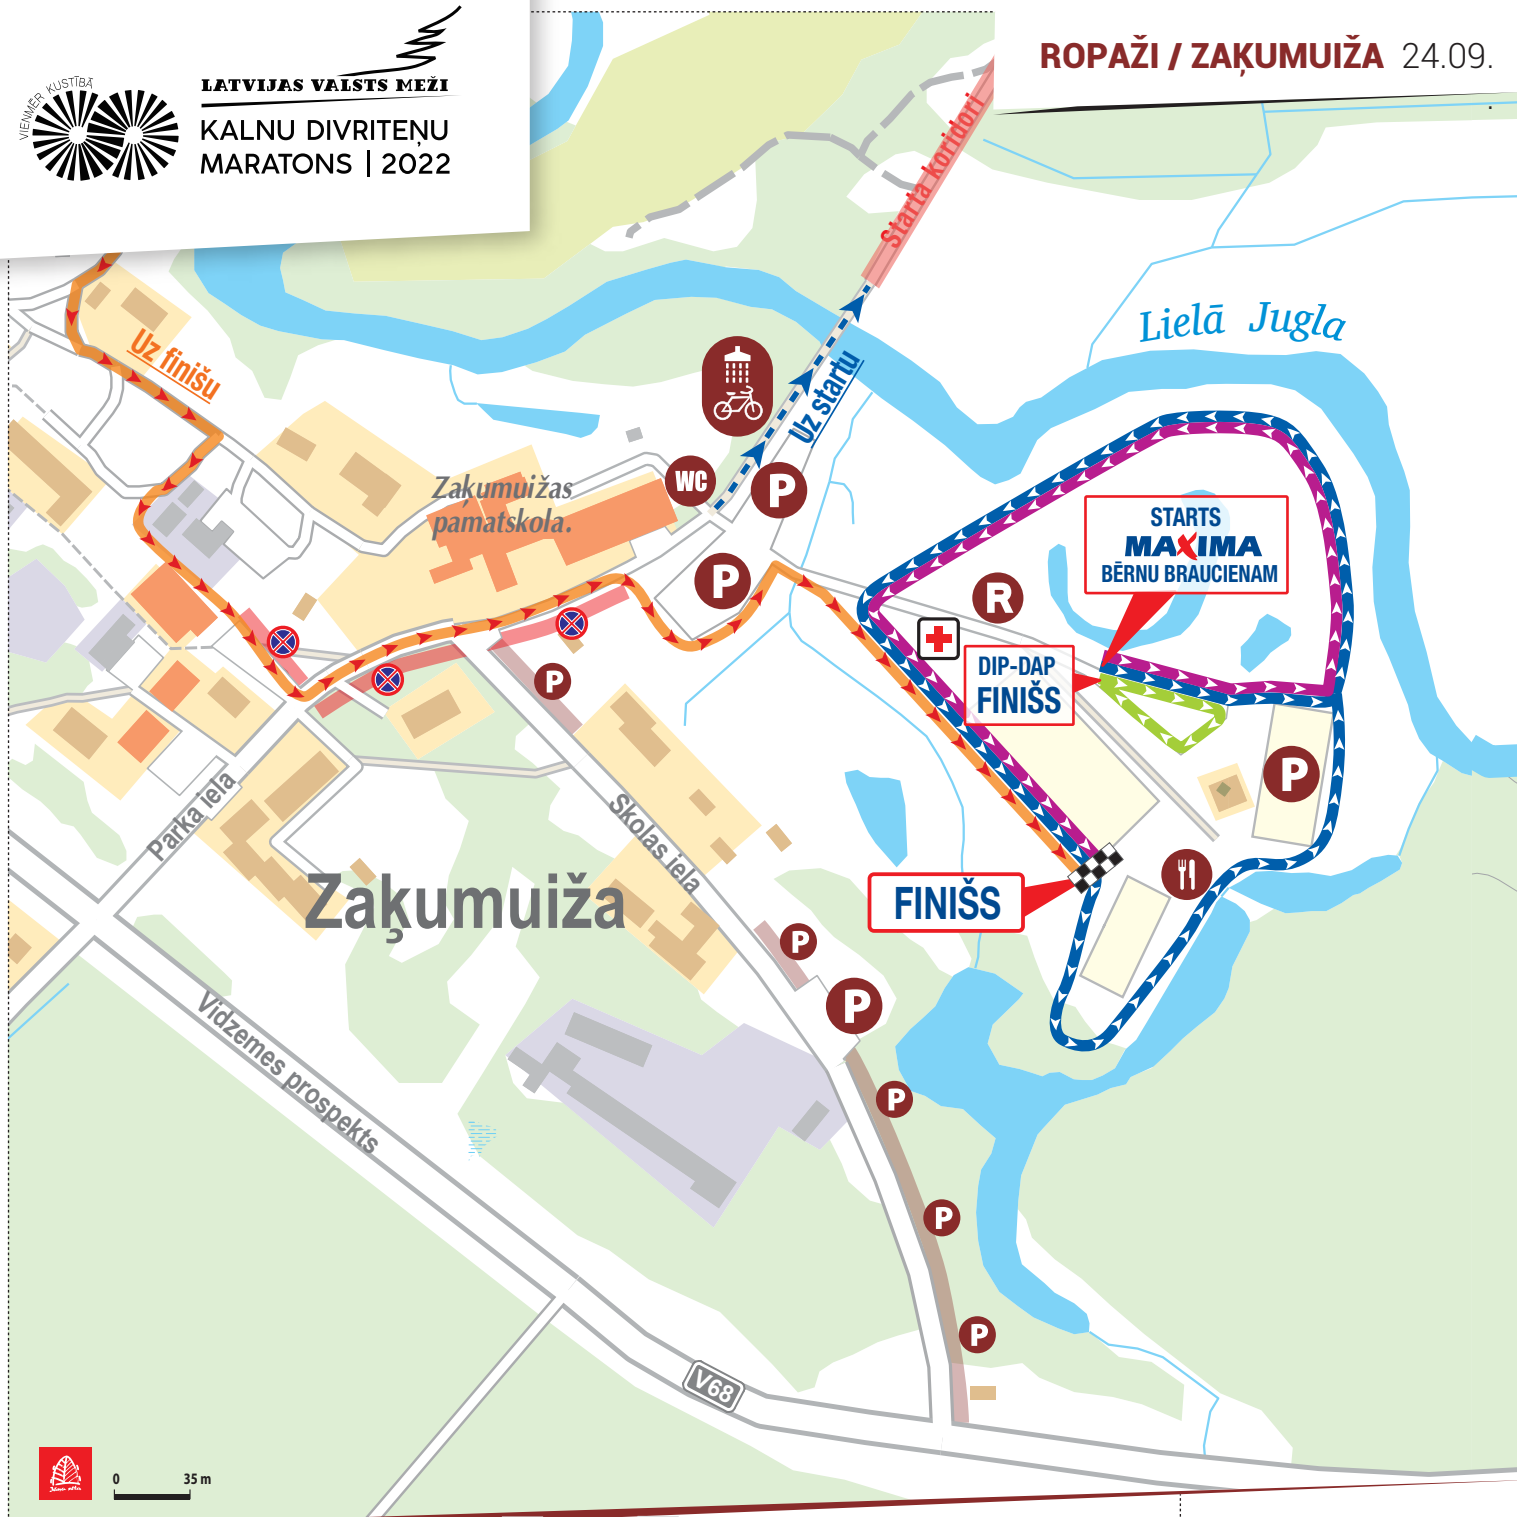 VIENMĒR KUSTĪBĀ
LATVIJAS VALSTS MEŽI
KALNU DIVRITEŅU
MARATONS | 2022
ROPAŽI / ZAĶUMUIŽA 24.09.
Starta koridori
Lielā Jugla
Uz finišu
Uz startu
Zaķumuižas
pamatskola.
WC
P
P
STARTS
MAXIMA
BĒRNU BRAUCIENAM
R
DIP-DAP
FINIŠS
P
P
Parka iela
Skolas iela
Zaķumuiža
FINIŠS
P
P
Vidzemes prospekts
P
P
P
V68
0 35 m
Jāņa sēta